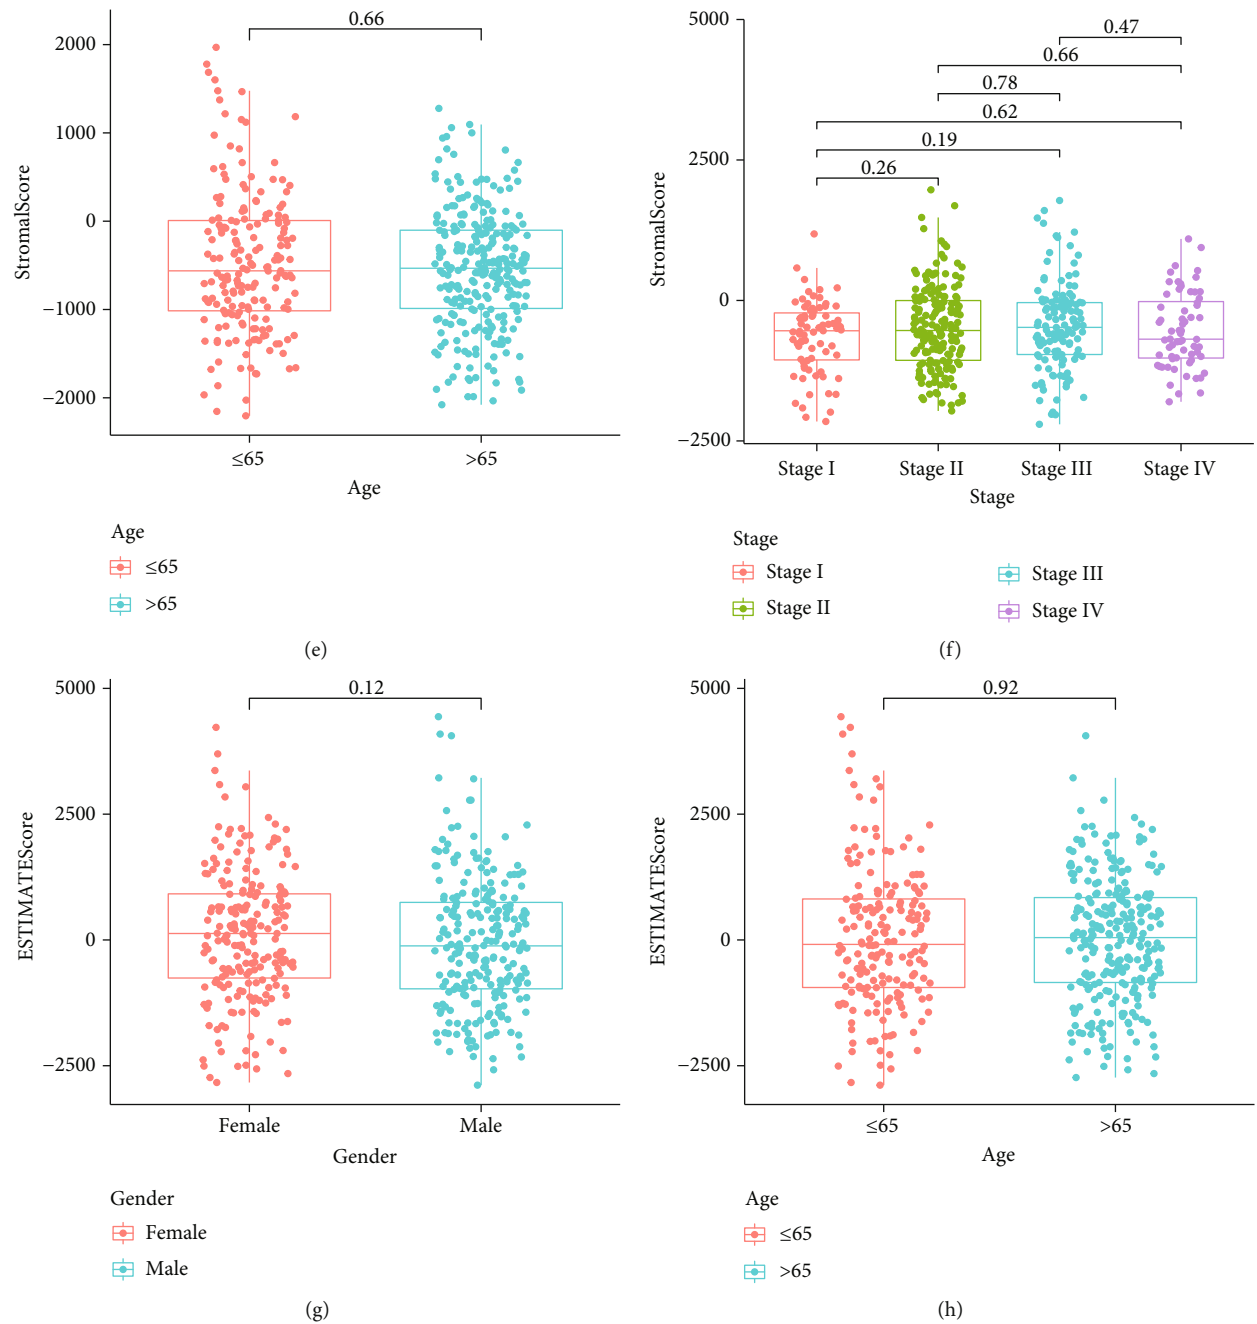 0.66
2000
1000
0
−1000
−2000
StromalScore
≤65
>65
Age
Age
≤65
>65
(e)
5000
2500
0
−2500
StromalScore
0.47
0.66
0.78
0.62
0.19
0.26
Stage I
Stage II
Stage III
Stage IV
Stage
Stage
Stage I
Stage III
Stage II
Stage IV
(f)
0.12
5000
2500
0
−2500
ESTIMATEScore
Female
Male
Gender
Gender
Female
Male
(g)
0.92
5000
2500
0
−2500
ESTIMATEScore
≤65
>65
Age
Age
≤65
>65
(h)